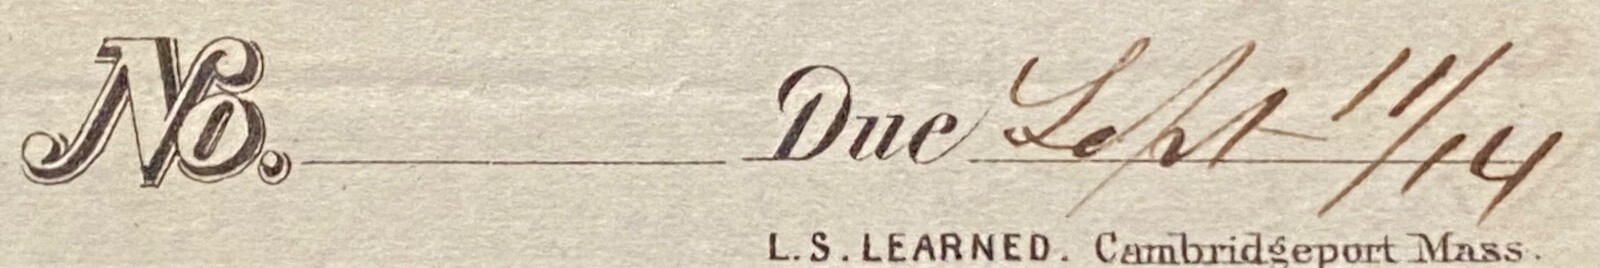 No. Due Sept 11/14
L. S. LEARNED. Cambridgeport Mass.